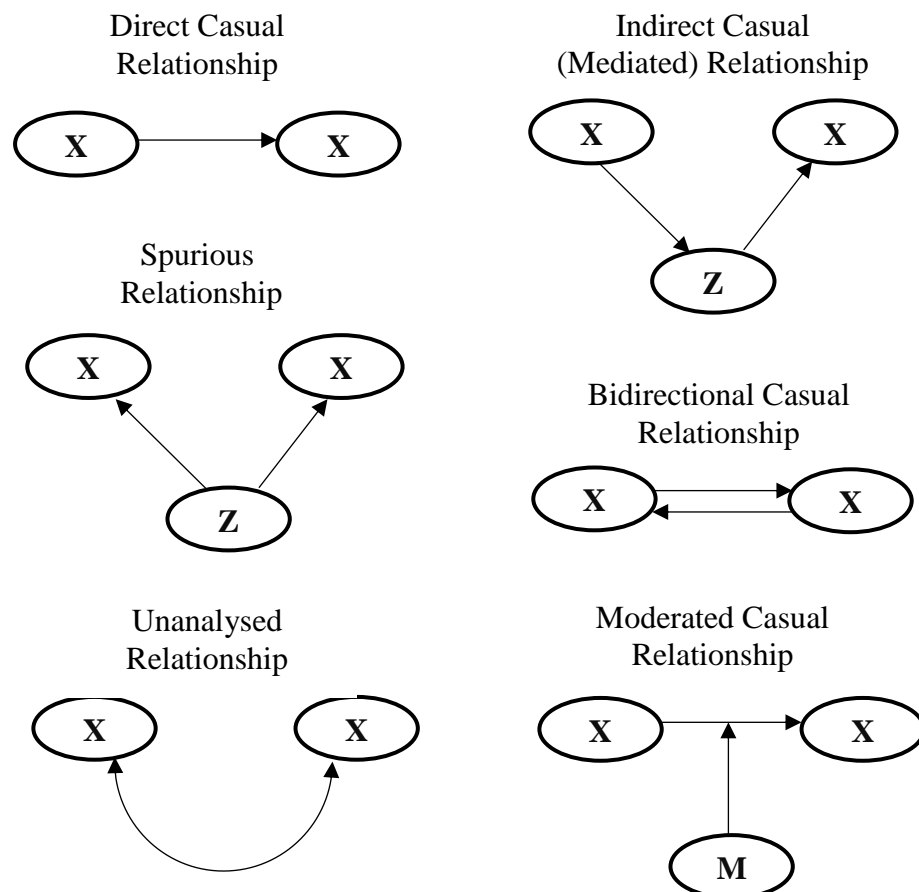 Direct Casual
Relationship
X X
Indirect Casual
(Mediated) Relationship
X X
Z
Spurious
Relationship
X X
Z
Bidirectional Casual
Relationship
X X
Unanalysed
Relationship
X X
Moderated Casual
Relationship
X X
M